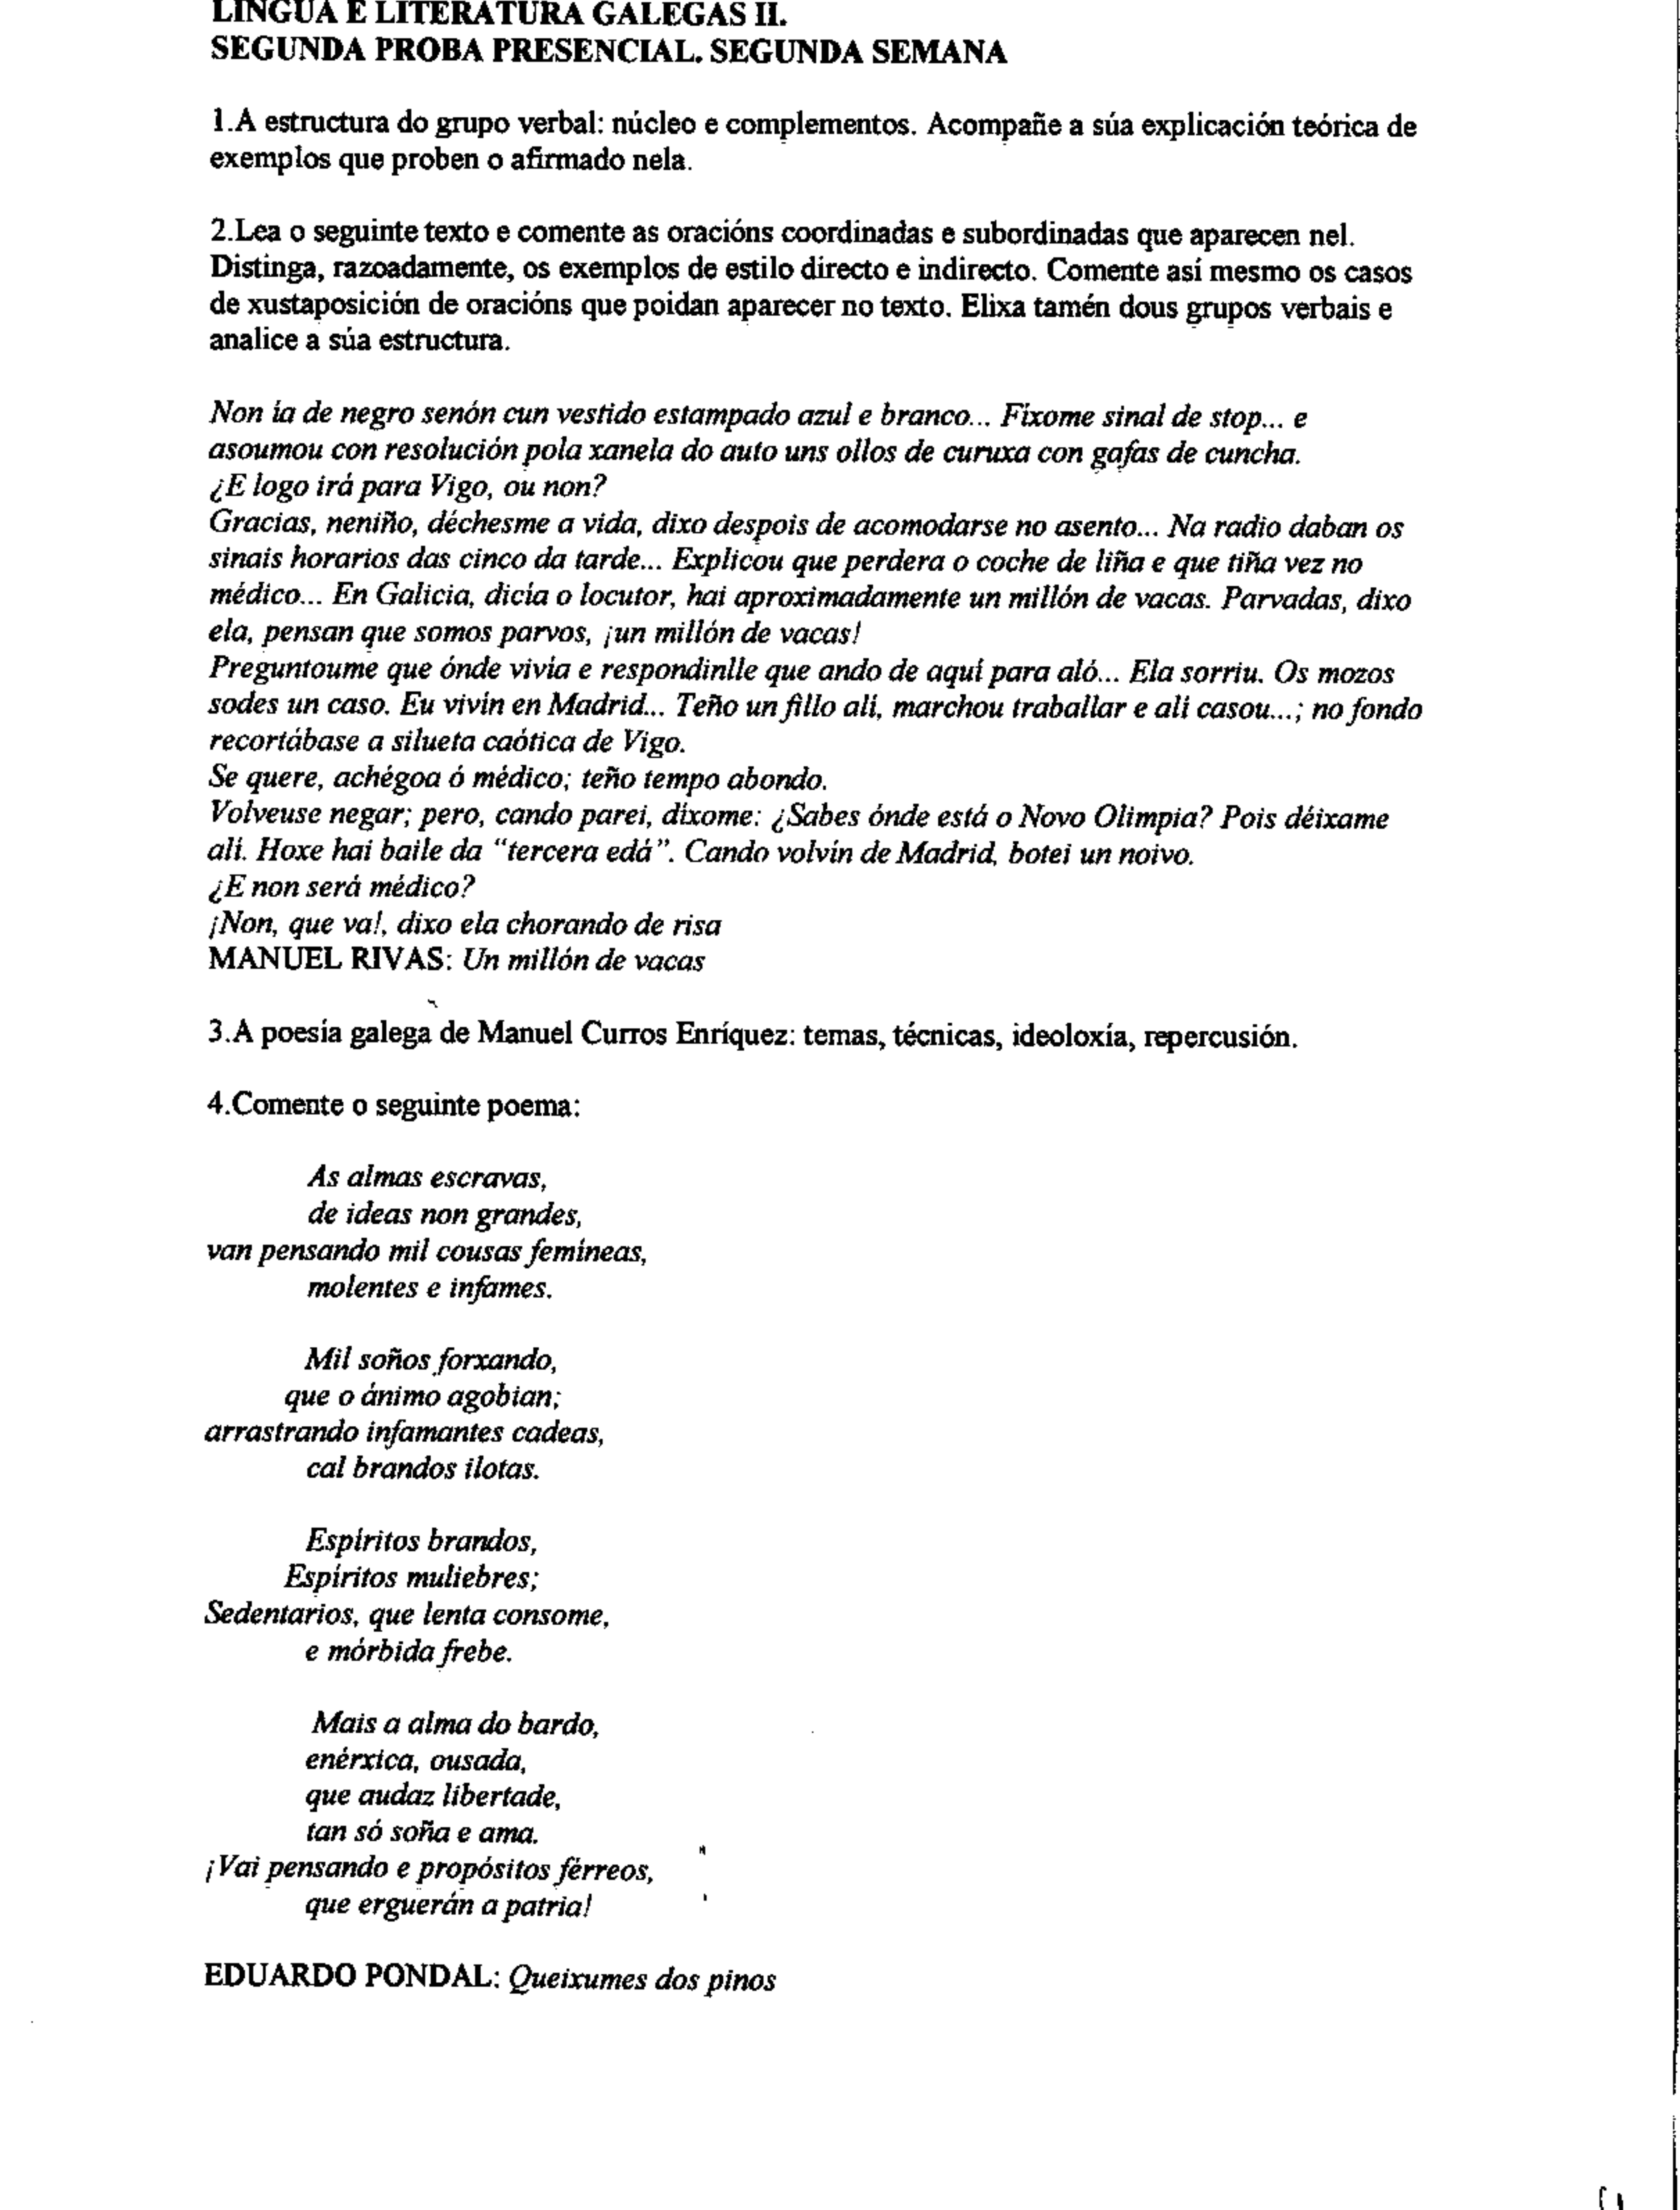 LINGUA E LITERATURA GALEGAS II.
SEGUNDA PROBA PRESENCIAL. SEGUNDA SEMANA
1.A estructura do grupo verbal: núcleo e complementos. Acompañe a súa explicación teórica de
exemplos que proben o afirmado nela.
2.Lea o seguinte texto e comente as oracións coordinadas e subordinadas que aparecen nel.
Distinga, razoadamente, os exemplos de estilo directo e indirecto. Comente así mesmo os casos
de xustaposición de oracións que poidan aparecer no texto. Elixa tamén dous grupos verbais e
analice a súa estructura.
Non ía de negro senón cun vestido estampado azul e branco... Fíxome sinal de stop... e
asoumou con resolución pola xanela do auto uns ollos de curuxa con gafas de cuncha.
¿E logo irá para Vigo, ou non?
Gracias, neniño, déchesme a vida, dixo despois de acomodarse no asento... Na radio daban os
sinais horarios das cinco da tarde... Explicou que perdera o coche de liña e que tiña vez no
médico... En Galicia, dicía o locutor, hai aproximadamente un millón de vacas. Parvadas, dixo
ela, pensan que somos parvos, ¡un millón de vacas!
Preguntoume que ónde vivía e respondinlle que ando de aquí para aló... Ela sorriu. Os mozos
sodes un caso. Eu vivín en Madrid... Teño un fillo alí, marchou traballar e alí casou...; no fondo
recortábase a silueta caótica de Vigo.
Se quere, achégoa ó médico; teño tempo abondo.
Volveuse negar; pero, cando parei, díxome: ¿Sabes ónde está o Novo Olimpia? Pois déixame
alí. Hoxe hai baile da "tercera edá". Cando volvín de Madrid, botei un noivo.
¿E non será médico?
¡Non, que va!, dixo ela chorando de risa
MANUEL RIVAS: Un millón de vacas
3.A poesía galega de Manuel Curros Enríquez: temas, técnicas, ideoloxía, repercusión.
4.Comente o seguinte poema:
As almas escravas,
de ideas non grandes,
van pensando mil cousas femíneas,
molentes e infames.
Mil soños forxando,
que o ánimo agobian;
arrastrando infamantes cadeas,
cal brandos ilotas.
Espíritos brandos,
Espíritos muliebres;
Sedentarios, que lenta consome,
e mórbida frebe.
Mais a alma do bardo,
enérxica, ousada,
que audaz libertade,
tan só soña e ama.
¡Vai pensando e propósitos férreos,
que erguerán a patria!
EDUARDO PONDAL: Queixumes dos pinos